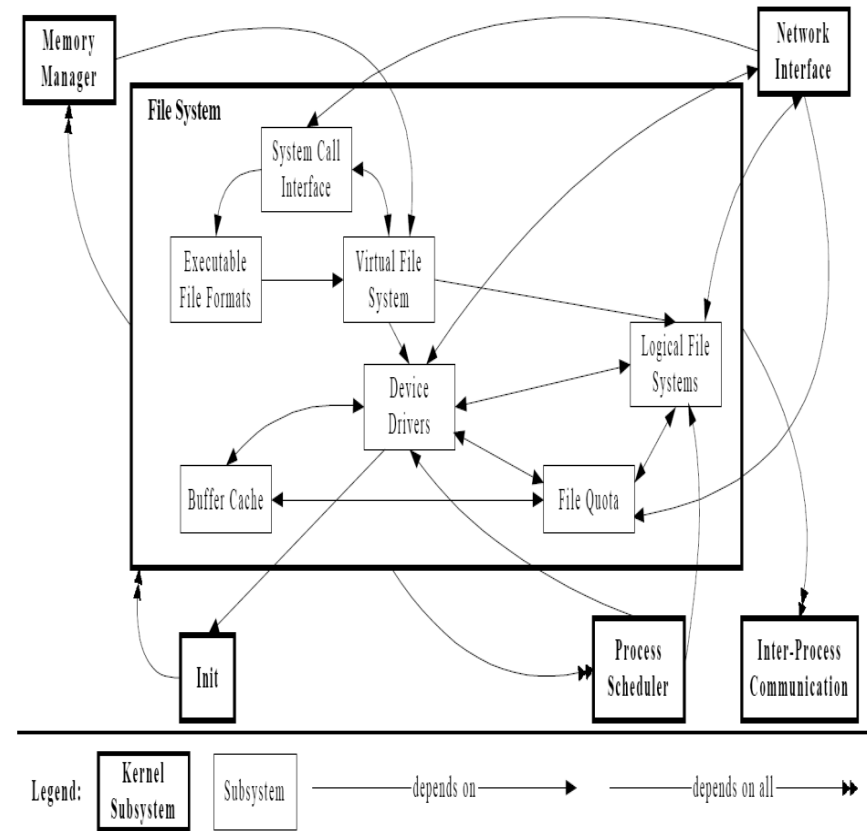 Memory
Manager
Network
Interface
File System
System Call
Interface
Executable
File Formats
Virtual File
System
Logical File
Systems
Device
Drivers
Buffer Cache
File Quota
Init
Process
Scheduler
Inter-Process
Communication
Legend:
Kernel
Subsystem
Subsystem
depends on
depends on all